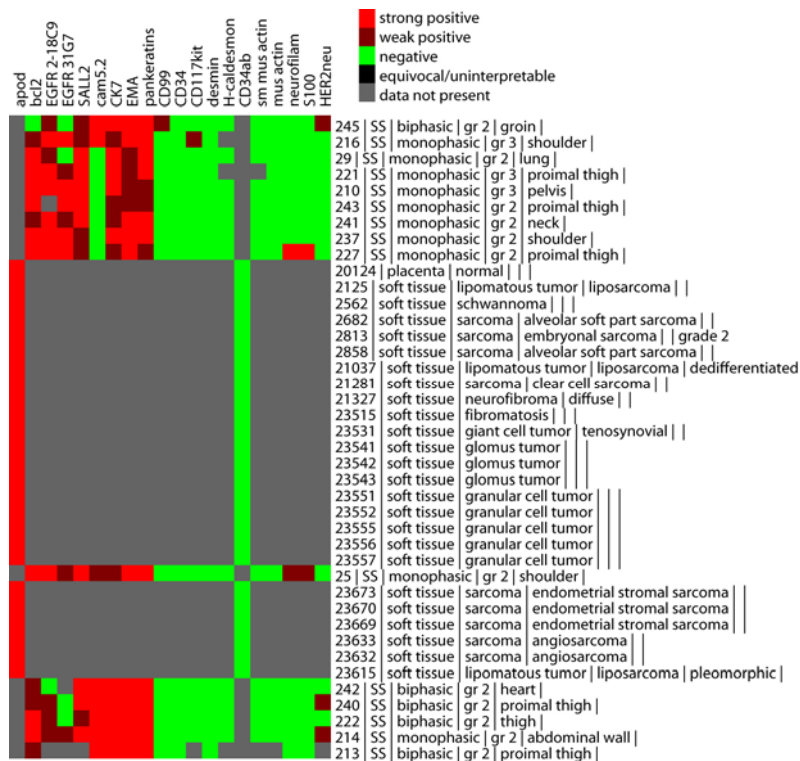 strong positive
weak positive
negative
equivocal/uninterpretable
data not present
apod
bcl2
EGFR 2-18C9
EGFR 31G7
SALL2
cam5.2
CK7
EMA
pankeratins
CD99
CD34
CD117kit
desmin
H-caldesmon
CD34ab
sm mus actin
mus actin
neurofilam
S100
HER2neu
245 | SS | biphasic | gr 2 | groin |
216 | SS | monophasic | gr 3 | shoulder |
29 | SS | monophasic | gr 2 | lung |
221 | SS | monophasic | gr 3 | proimal thigh |
210 | SS | monophasic | gr 3 | pelvis |
243 | SS | monophasic | gr 2 | proimal thigh |
241 | SS | monophasic | gr 2 | neck |
237 | SS | monophasic | gr 2 | shoulder |
227 | SS | monophasic | gr 2 | proimal thigh |
20124 | placenta | normal | | |
2125 | soft tissue | lipomatous tumor | liposarcoma | |
2562 | soft tissue | schwannoma | | |
2682 | soft tissue | sarcoma | alveolar soft part sarcoma | |
2813 | soft tissue | sarcoma | embryonal sarcoma | | grade 2
2858 | soft tissue | sarcoma | alveolar soft part sarcoma | |
21037 | soft tissue | lipomatous tumor | liposarcoma | dedifferentiated
21281 | soft tissue | sarcoma | clear cell sarcoma | |
21327 | soft tissue | neurofibroma | diffuse | |
23515 | soft tissue | fibromatosis | | |
23531 | soft tissue | giant cell tumor | tenosynovial | |
23541 | soft tissue | glomus tumor | | |
23542 | soft tissue | glomus tumor | | |
23543 | soft tissue | glomus tumor | | |
23551 | soft tissue | granular cell tumor | | |
23552 | soft tissue | granular cell tumor | | |
23555 | soft tissue | granular cell tumor | | |
23556 | soft tissue | granular cell tumor | | |
23557 | soft tissue | granular cell tumor | | |
25 | SS | monophasic | gr 2 | shoulder |
23673 | soft tissue | sarcoma | endometrial stromal sarcoma | |
23670 | soft tissue | sarcoma | endometrial stromal sarcoma | |
23669 | soft tissue | sarcoma | endometrial stromal sarcoma | |
23633 | soft tissue | sarcoma | angiosarcoma | |
23632 | soft tissue | sarcoma | angiosarcoma | |
23615 | soft tissue | lipomatous tumor | liposarcoma | pleomorphic |
242 | SS | biphasic | gr 2 | heart |
240 | SS | biphasic | gr 2 | proimal thigh |
222 | SS | biphasic | gr 2 | thigh |
214 | SS | monophasic | gr 2 | abdominal wall |
213 | SS | biphasic | gr 2 | proimal thigh |